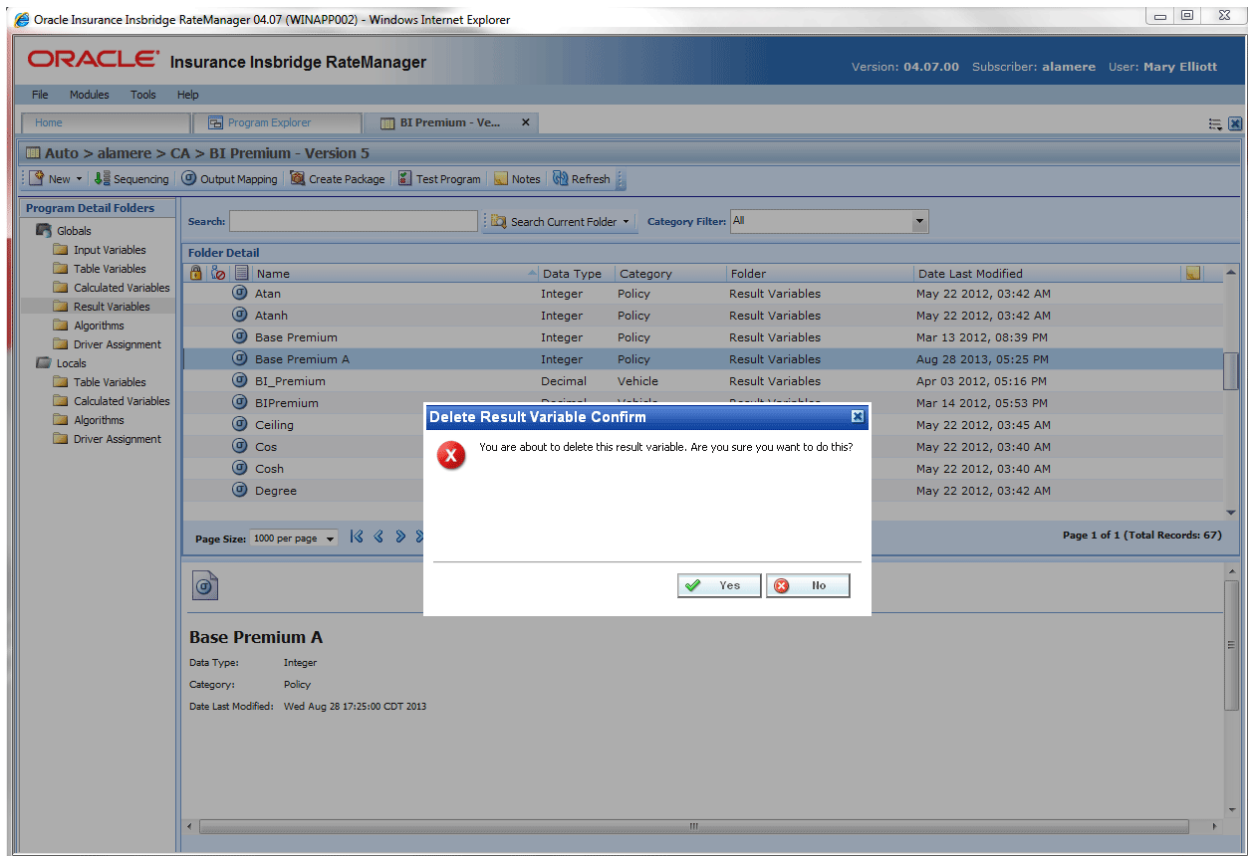 Oracle Insurance Insbridge RateManager 04.07 (WINAPP002) - Windows Internet Explorer
ORACLE Insurance Insbridge RateManager
Version: 04.07.00 Subscriber: alamere User: Mary Elliott
File Modules Tools Help
Home Program Explorer BI Premium - Ve...
Auto > alamere > CA > BI Premium - Version 5
New Sequencing Output Mapping Create Package Test Program Notes Refresh
Program Detail Folders
Globals
Input Variables
Table Variables
Calculated Variables
Result Variables
Algorithms
Driver Assignment
Locals
Table Variables
Calculated Variables
Algorithms
Driver Assignment
Search: Search Current Folder Category Filter: All
Folder Detail
Name Data Type Category Folder Date Last Modified
Atan Integer Policy Result Variables May 22 2012, 03:42 AM
Atanh Integer Policy Result Variables May 22 2012, 03:42 AM
Base Premium Integer Policy Result Variables Mar 13 2012, 08:39 PM
Base Premium A Integer Policy Result Variables Aug 28 2013, 05:25 PM
BI_Premium Decimal Vehicle Result Variables Apr 03 2012, 05:16 PM
BIPremium Decimal Vehicle Result Variables Mar 14 2012, 05:53 PM
Ceiling May 22 2012, 03:45 AM
Cos May 22 2012, 03:40 AM
Cosh May 22 2012, 03:40 AM
Degree May 22 2012, 03:42 AM
Page Size: 1000 per page Page 1 of 1 (Total Records: 67)
Delete Result Variable Confirm
You are about to delete this result variable. Are you sure you want to do this?
Yes No
Base Premium A
Data Type: Integer
Category: Policy
Date Last Modified: Wed Aug 28 17:25:00 CDT 2013